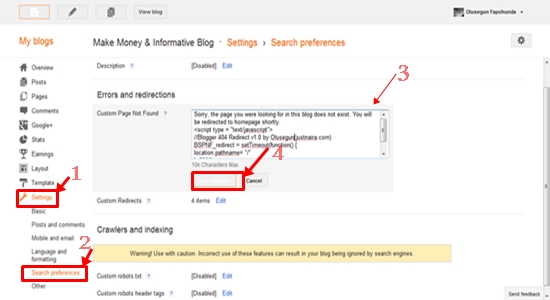 View blog
Olusegun Fapohunda
My blogs
Make Money & Informative Blog Settings › Search preferences
Overview
Posts
Pages
Comments
Google+
Stats
Earnings
Layout
Template
Settings
Basic
Posts and comments
Mobile and email
Language and
formatting
Search preferences
Other
Description ? [Disabled] Edit
Errors and redirections
3
Custom Page Not Found ?
Sorry, the page you were looking for in this blog does not exist. You will
be redirected to homepage shortly.
<script type = "text/javascript">
//Blogger 404 Redirect v1.0 by Olusegun(justnaira.com)
BSPNF_redirect = setTimeout(function() {
location.pathname= "/"
10k Characters Max.
4
Cancel
Custom Redirects ? 4 items Edit
1
2
Crawlers and indexing
Warning! Use with caution. Incorrect use of these features can result in your blog being ignored by search engines.
Custom robots.txt ? [Disabled] Edit
Custom robots header tags ? [Disabled] Edit
Send feedback